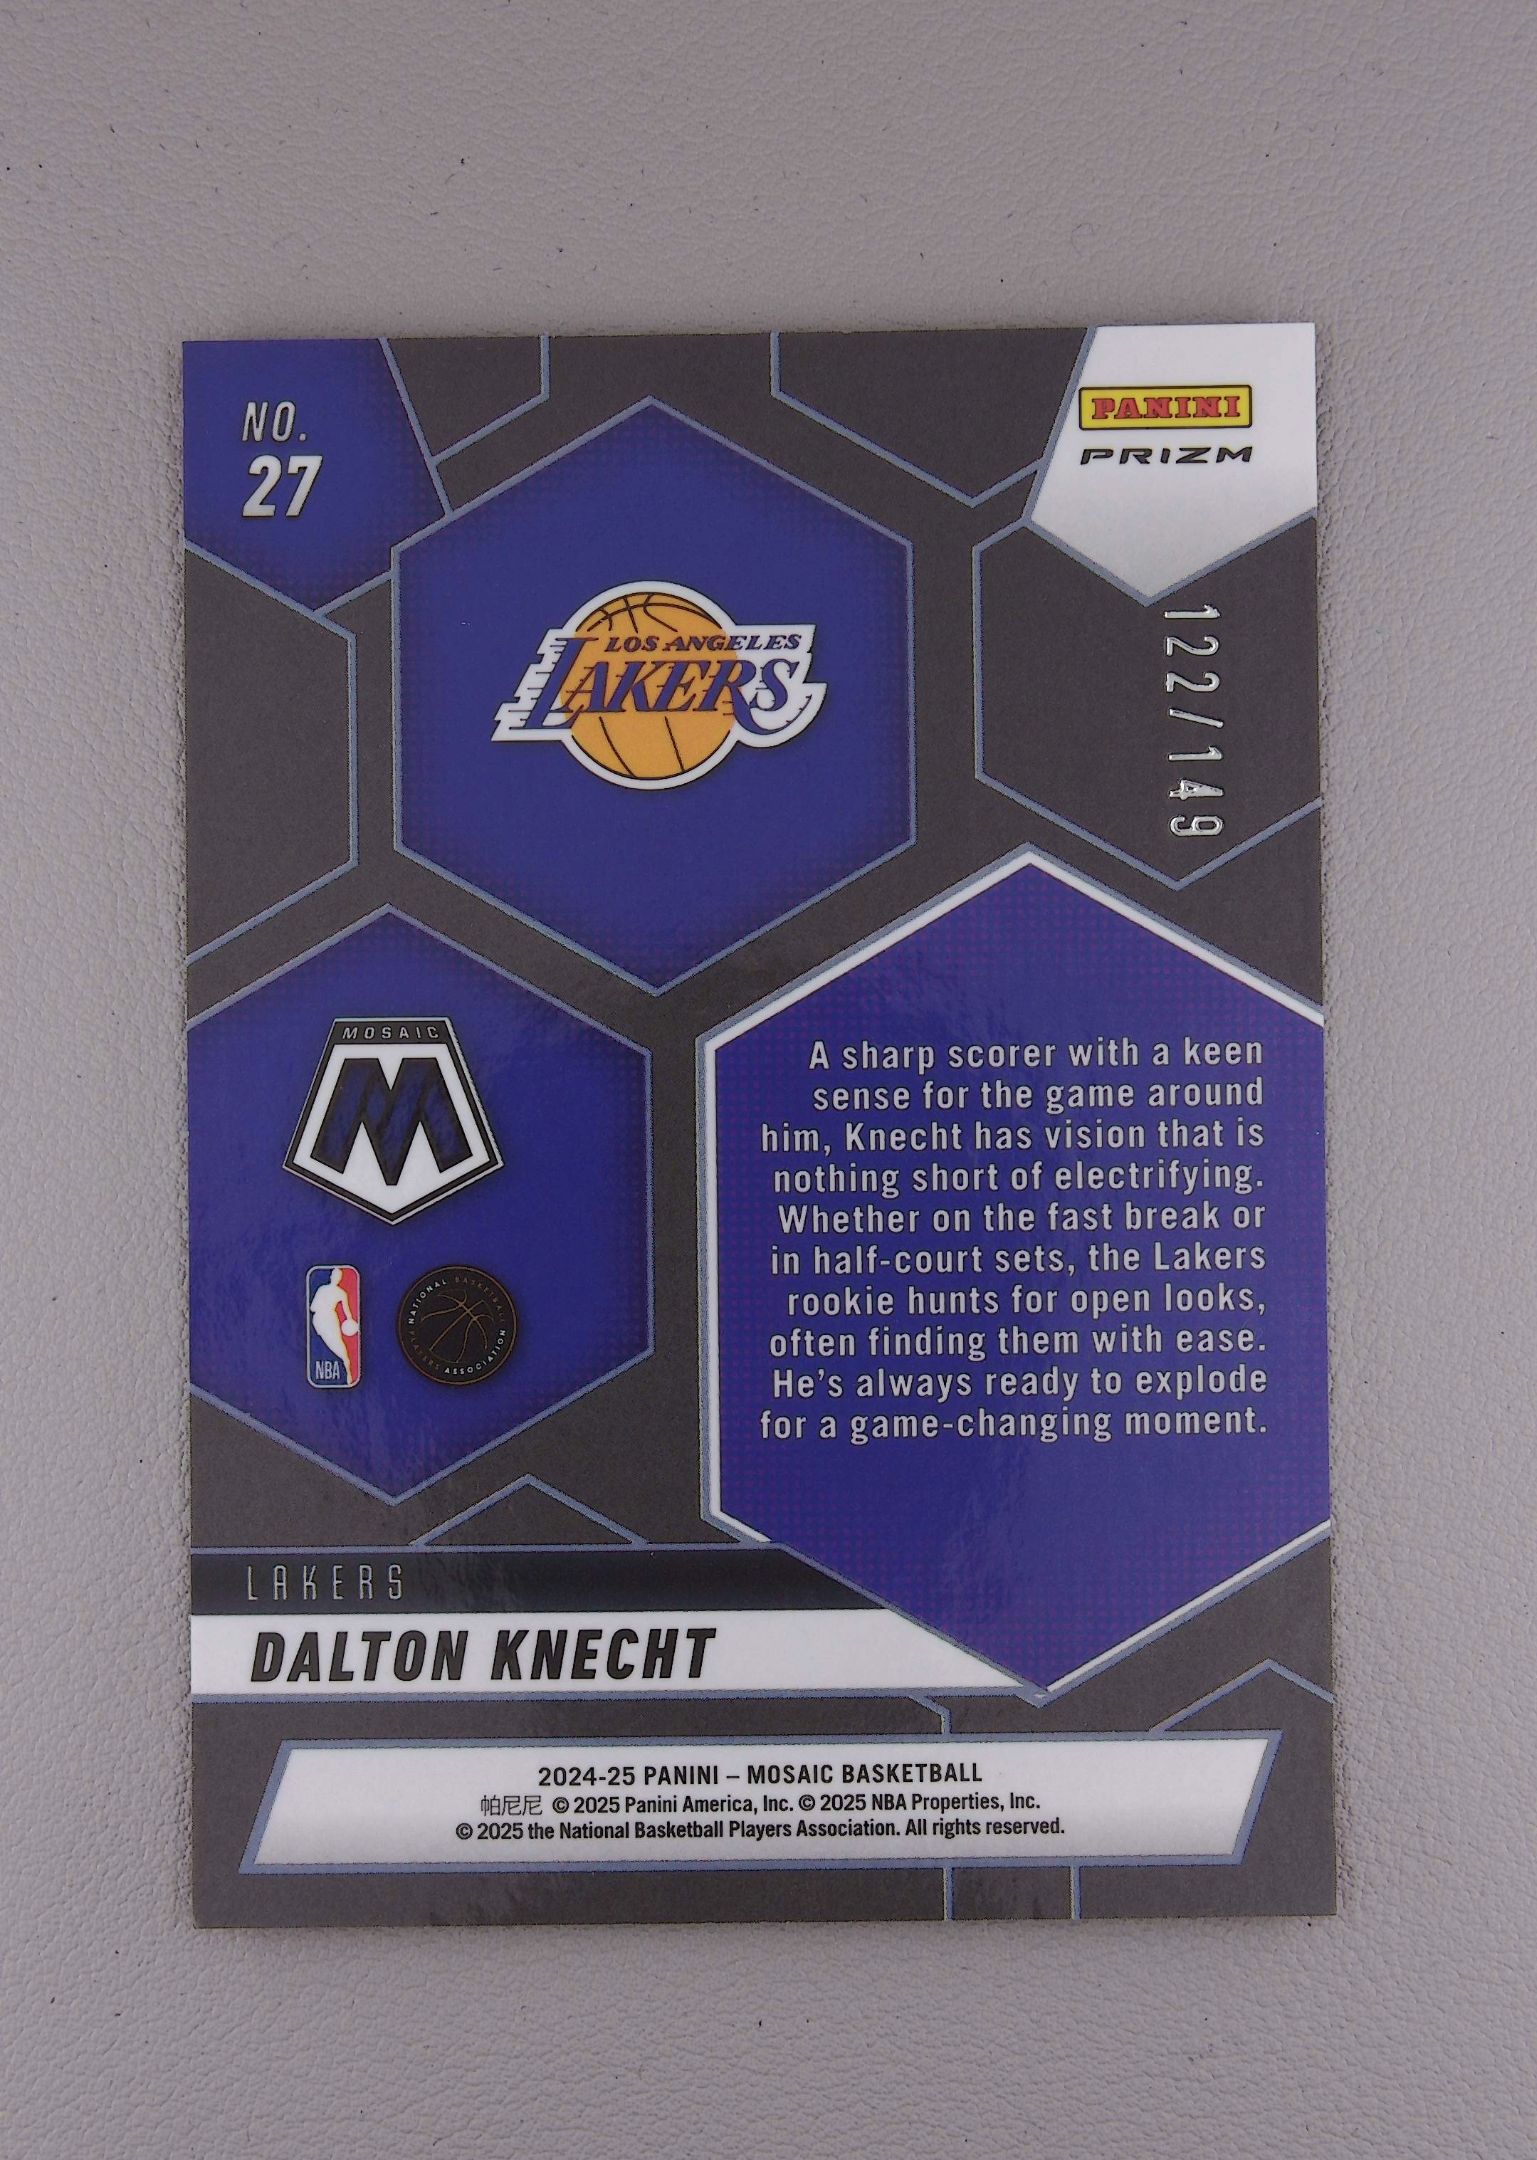 NO.
27
PANINI
PRIZM
122/149
LOS ANGELES
LAKERS
MOSAIC
M
NBA
NATIONAL BASKETBALL
PLAYERS ASSOCIATION
A sharp scorer with a keen
sense for the game around
him, Knecht has vision that is
nothing short of electrifying.
Whether on the fast break or
in half-court sets, the Lakers
rookie hunts for open looks,
often finding them with ease.
He's always ready to explode
for a game-changing moment.
LAKERS
DALTON KNECHT
2024-25 PANINI – MOSAIC BASKETBALL
帕尼尼 © 2025 Panini America, Inc. © 2025 NBA Properties, Inc.
© 2025 the National Basketball Players Association. All rights reserved.